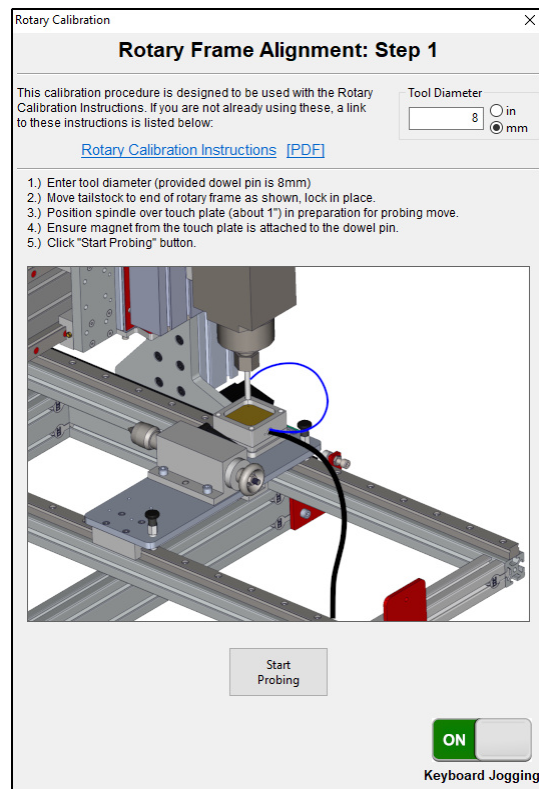 Rotary Calibration
Rotary Frame Alignment: Step 1
This calibration procedure is designed to be used with the Rotary
Calibration Instructions. If you are not already using these, a link
to these instructions is listed below:
Rotary Calibration Instructions [PDF]
Tool Diameter
8
in
mm
1.) Enter tool diameter (provided dowel pin is 8mm)
2.) Move tailstock to end of rotary frame as shown, lock in place.
3.) Position spindle over touch plate (about 1") in preparation for probing move.
4.) Ensure magnet from the touch plate is attached to the dowel pin.
5.) Click "Start Probing" button.
Start
Probing
ON
Keyboard Jogging